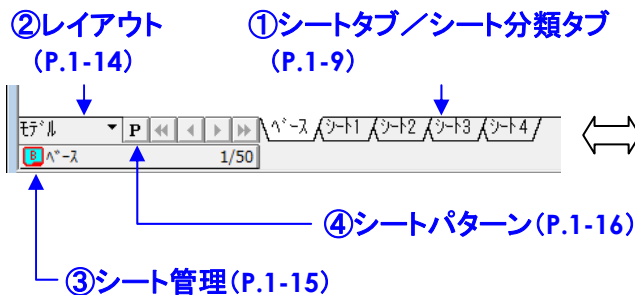 ②レイアウト
(P.1-14)
①シートタブ／シート分類タブ
(P.1-9)
ﾓﾃﾞﾙ P ﾍﾞｰｽ ｼｰﾄ1 ｼｰﾄ2 ｼｰﾄ3 ｼｰﾄ4
B ﾍﾞｰｽ 1/50
④シートパターン(P.1-16)
③シート管理(P.1-15)